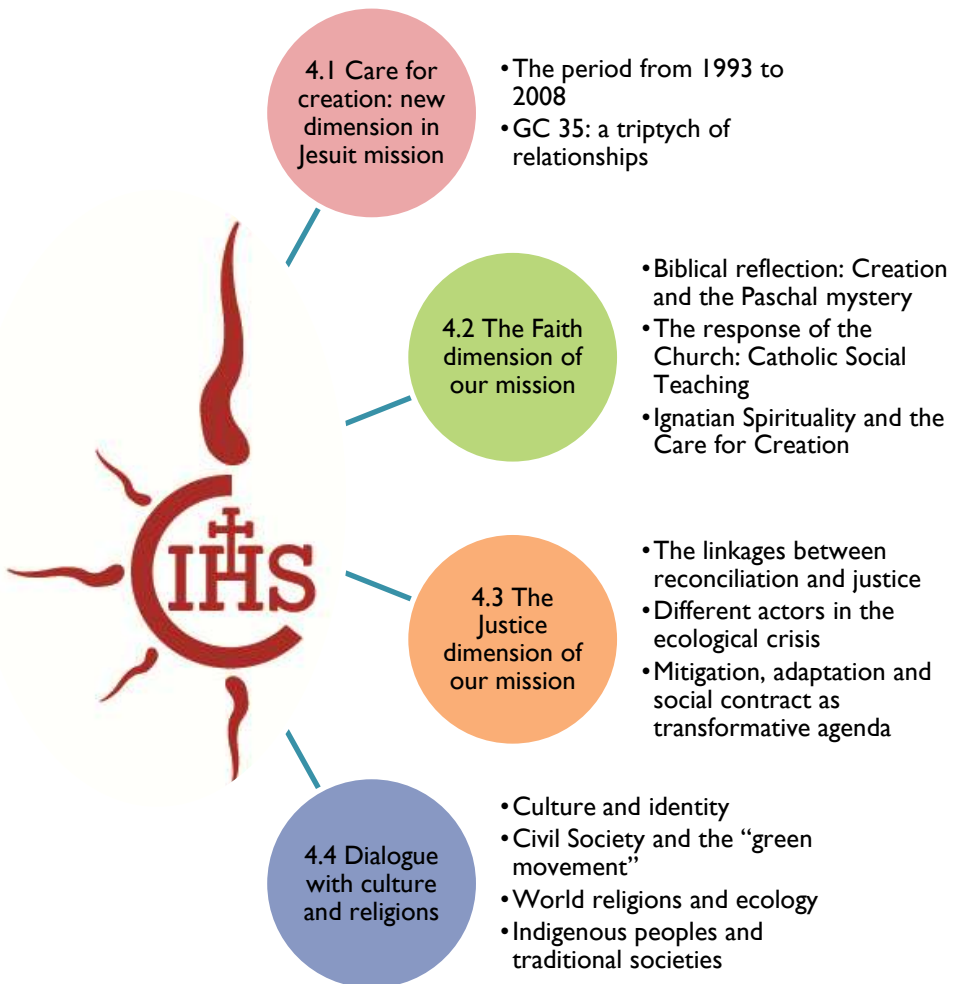 4.1 Care for
creation: new
dimension in
Jesuit mission
•The period from 1993 to
2008
•GC 35: a triptych of
relationships
4.2 The Faith
dimension of
our mission
•Biblical reflection: Creation
and the Paschal mystery
•The response of the
Church: Catholic Social
Teaching
•Ignatian Spirituality and the
Care for Creation
IHS
4.3 The
Justice
dimension of
our mission
•The linkages between
reconciliation and justice
•Different actors in the
ecological crisis
•Mitigation, adaptation and
social contract as
transformative agenda
4.4 Dialogue
with culture
and religions
•Culture and identity
•Civil Society and the “green
movement”
•World religions and ecology
•Indigenous peoples and
traditional societies